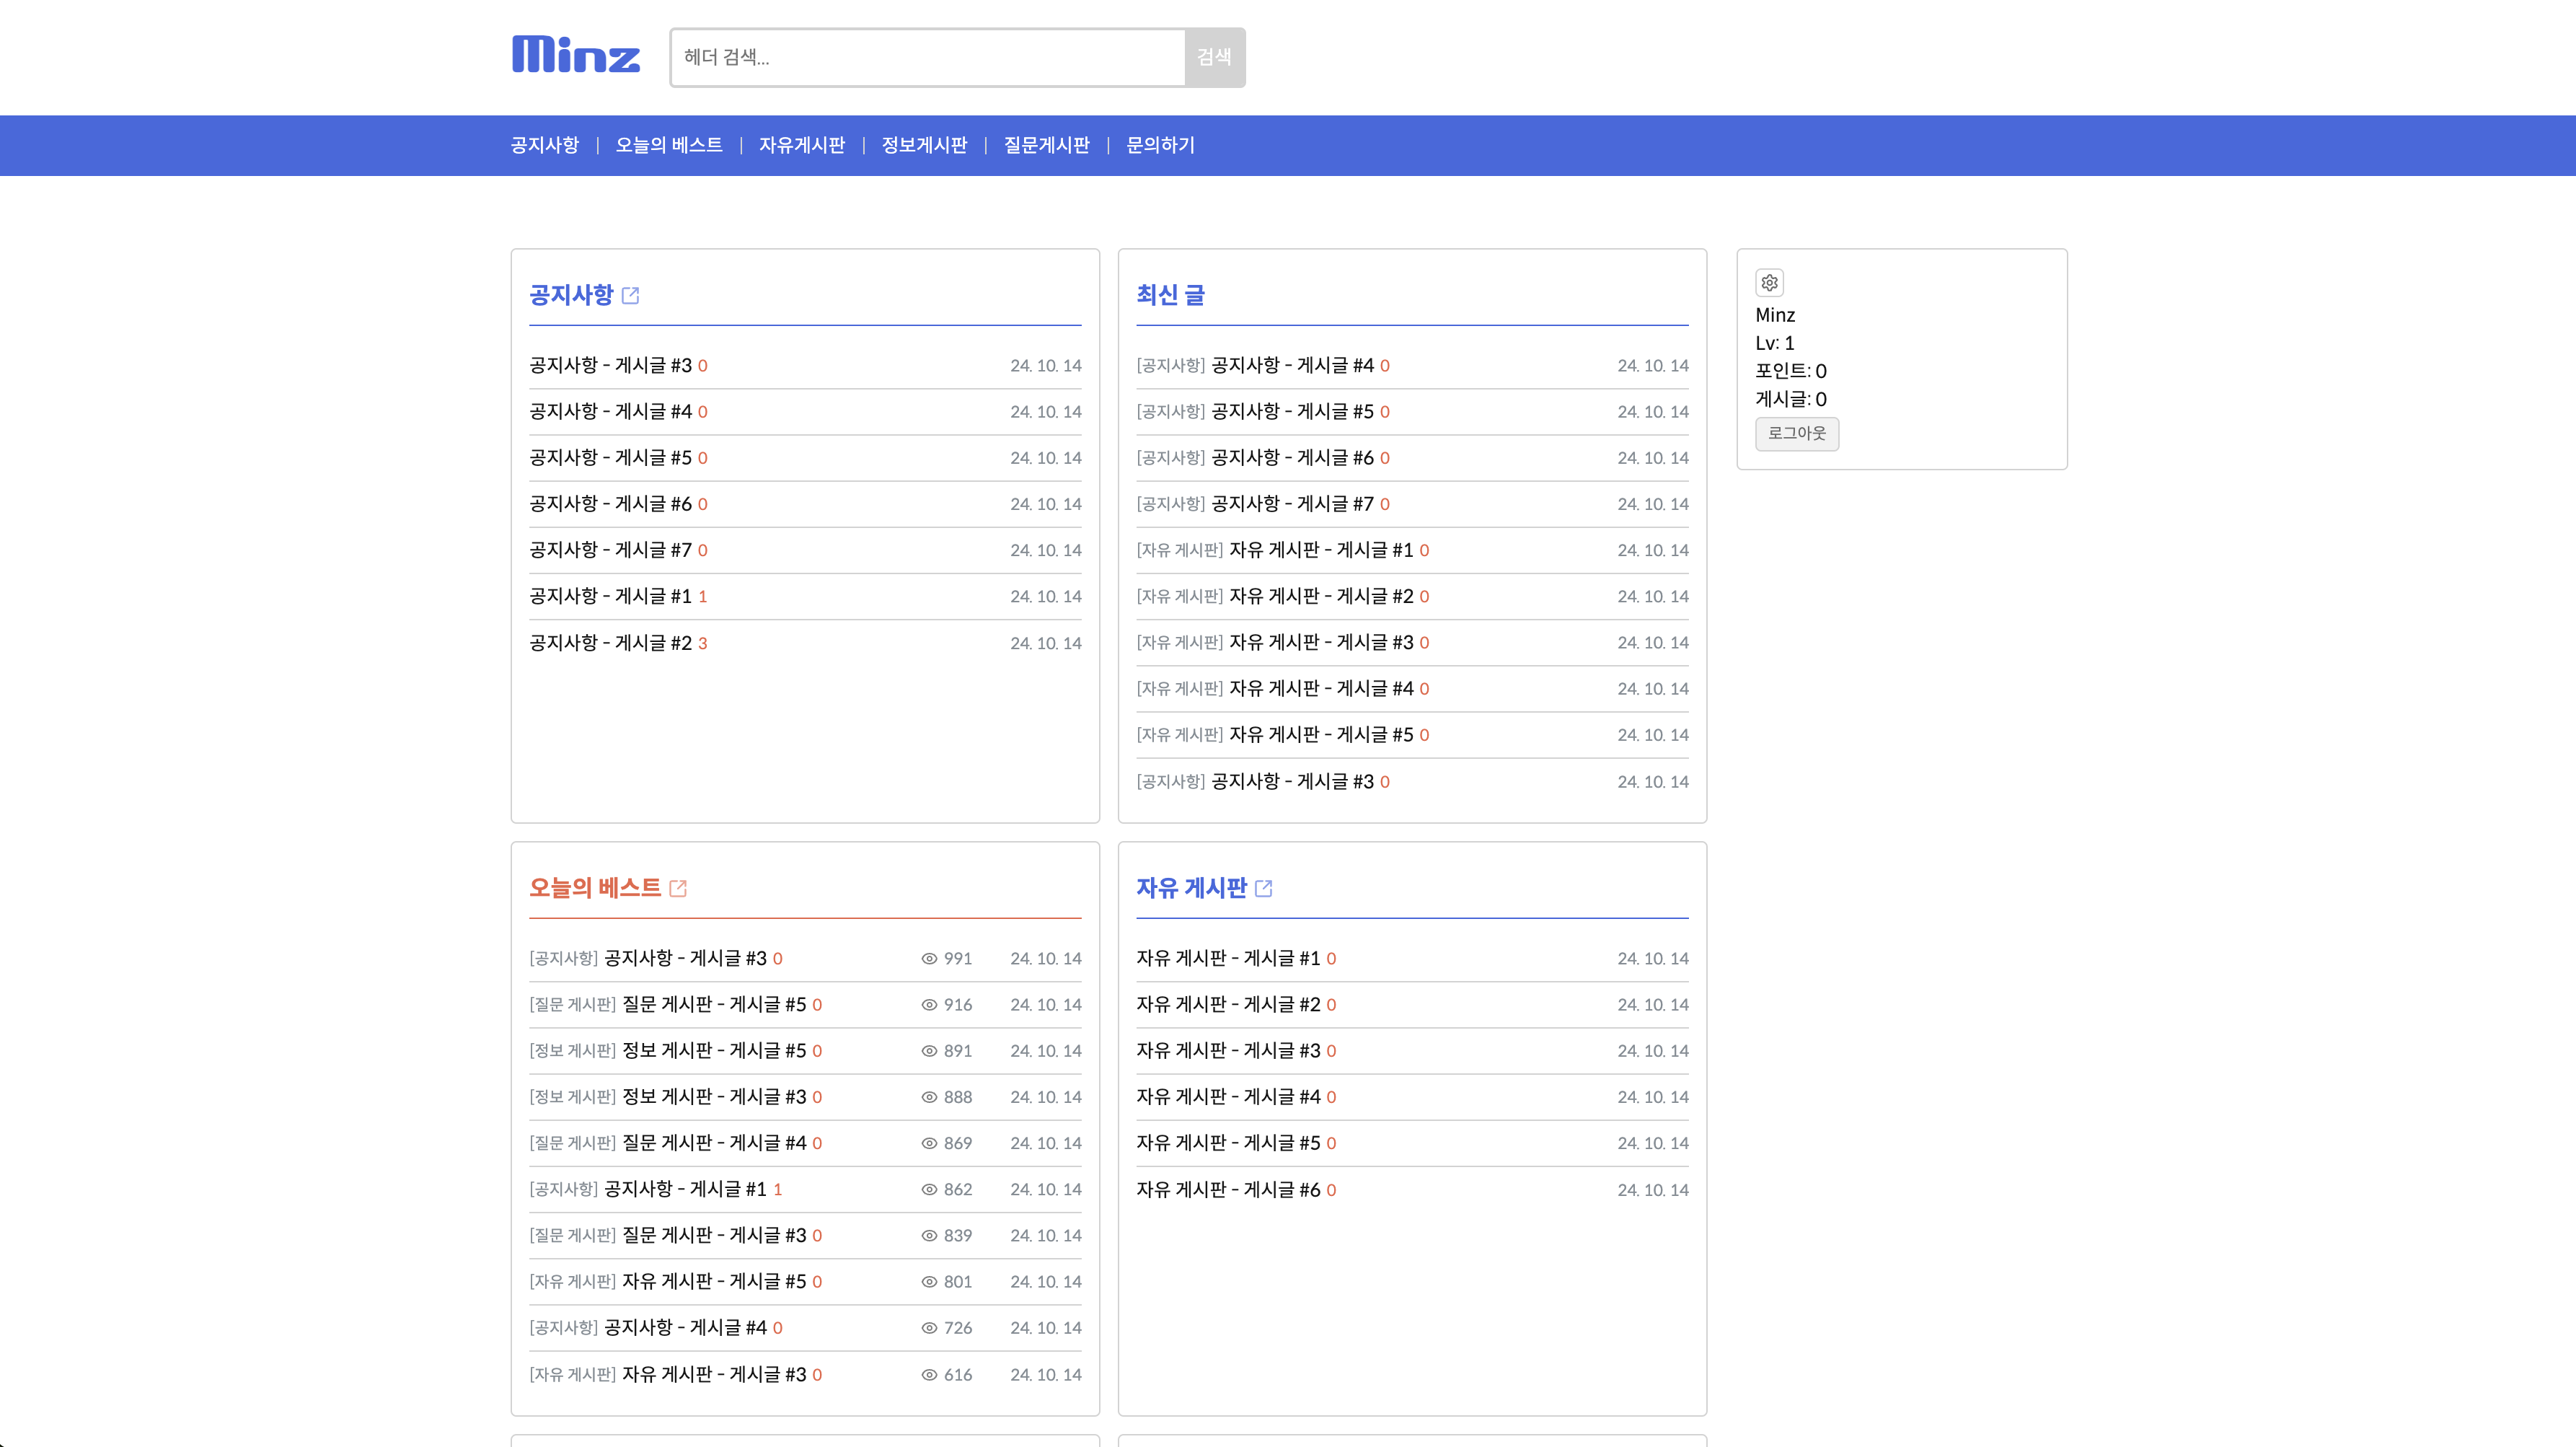 Minz
헤더 검색...
검색
공지사항 | 오늘의 베스트 | 자유게시판 | 정보게시판 | 질문게시판 | 문의하기
공지사항
공지사항 - 게시글 #3 0 24. 10. 14
공지사항 - 게시글 #4 0 24. 10. 14
공지사항 - 게시글 #5 0 24. 10. 14
공지사항 - 게시글 #6 0 24. 10. 14
공지사항 - 게시글 #7 0 24. 10. 14
공지사항 - 게시글 #1 1 24. 10. 14
공지사항 - 게시글 #2 3 24. 10. 14
최신 글
[공지사항] 공지사항 - 게시글 #4 0 24. 10. 14
[공지사항] 공지사항 - 게시글 #5 0 24. 10. 14
[공지사항] 공지사항 - 게시글 #6 0 24. 10. 14
[공지사항] 공지사항 - 게시글 #7 0 24. 10. 14
[자유 게시판] 자유 게시판 - 게시글 #1 0 24. 10. 14
[자유 게시판] 자유 게시판 - 게시글 #2 0 24. 10. 14
[자유 게시판] 자유 게시판 - 게시글 #3 0 24. 10. 14
[자유 게시판] 자유 게시판 - 게시글 #4 0 24. 10. 14
[자유 게시판] 자유 게시판 - 게시글 #5 0 24. 10. 14
[공지사항] 공지사항 - 게시글 #3 0 24. 10. 14
Minz
Lv: 1
포인트: 0
게시글: 0
로그아웃
오늘의 베스트
[공지사항] 공지사항 - 게시글 #3 0 991 24. 10. 14
[질문 게시판] 질문 게시판 - 게시글 #5 0 916 24. 10. 14
[정보 게시판] 정보 게시판 - 게시글 #5 0 891 24. 10. 14
[정보 게시판] 정보 게시판 - 게시글 #3 0 888 24. 10. 14
[질문 게시판] 질문 게시판 - 게시글 #4 0 869 24. 10. 14
[공지사항] 공지사항 - 게시글 #1 1 862 24. 10. 14
[질문 게시판] 질문 게시판 - 게시글 #3 0 839 24. 10. 14
[자유 게시판] 자유 게시판 - 게시글 #5 0 801 24. 10. 14
[공지사항] 공지사항 - 게시글 #4 0 726 24. 10. 14
[자유 게시판] 자유 게시판 - 게시글 #3 0 616 24. 10. 14
자유 게시판
자유 게시판 - 게시글 #1 0 24. 10. 14
자유 게시판 - 게시글 #2 0 24. 10. 14
자유 게시판 - 게시글 #3 0 24. 10. 14
자유 게시판 - 게시글 #4 0 24. 10. 14
자유 게시판 - 게시글 #5 0 24. 10. 14
자유 게시판 - 게시글 #6 0 24. 10. 14